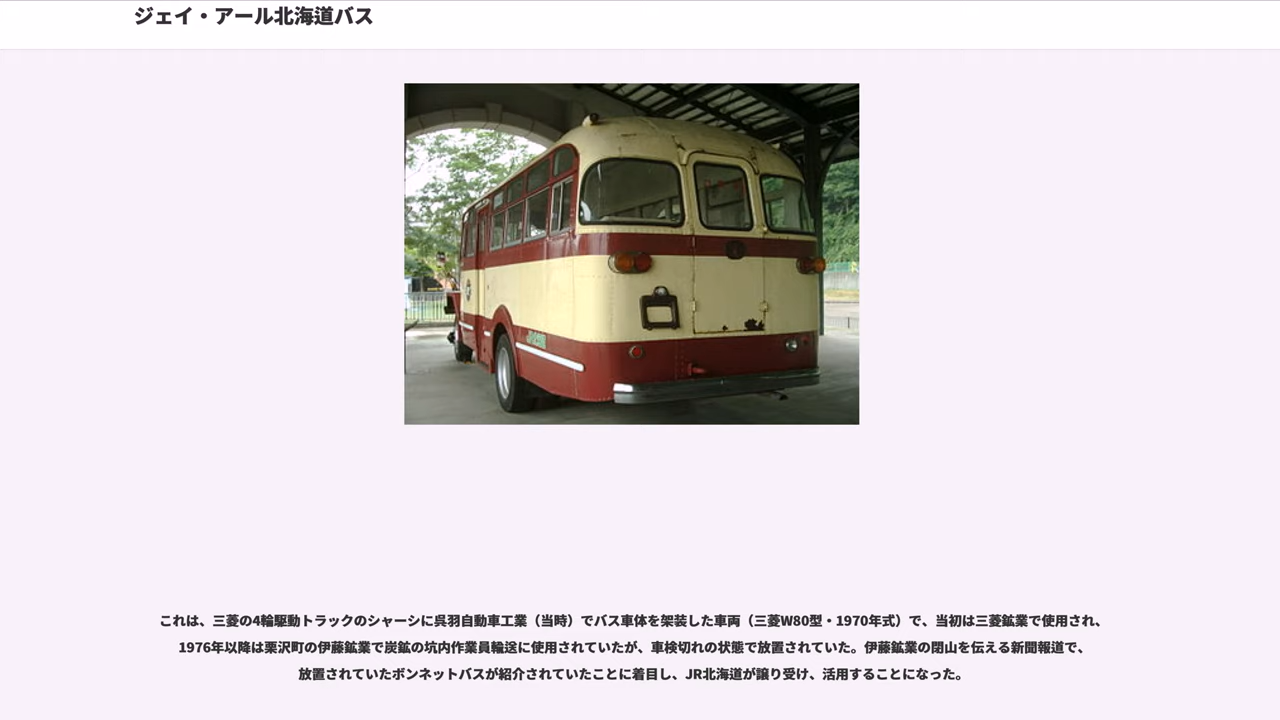 ジェイ・アール北海道バス
これは、三菱の4輪駆動トラックのシャーシに呉羽自動車工業（当時）でバス車体を架装した車両（三菱W80型・1970年式）で、当初は三菱鉱業で使用され、
1976年以降は栗沢町の伊藤鉱業で炭鉱の坑内作業員輪送に使用されていたが、車検切れの状態で放置されていた。伊藤鉱業の閉山を伝える新聞報道で、
放置されていたボンネットバスが紹介されていたことに着目し、JR北海道が譲り受け、活用することになった。